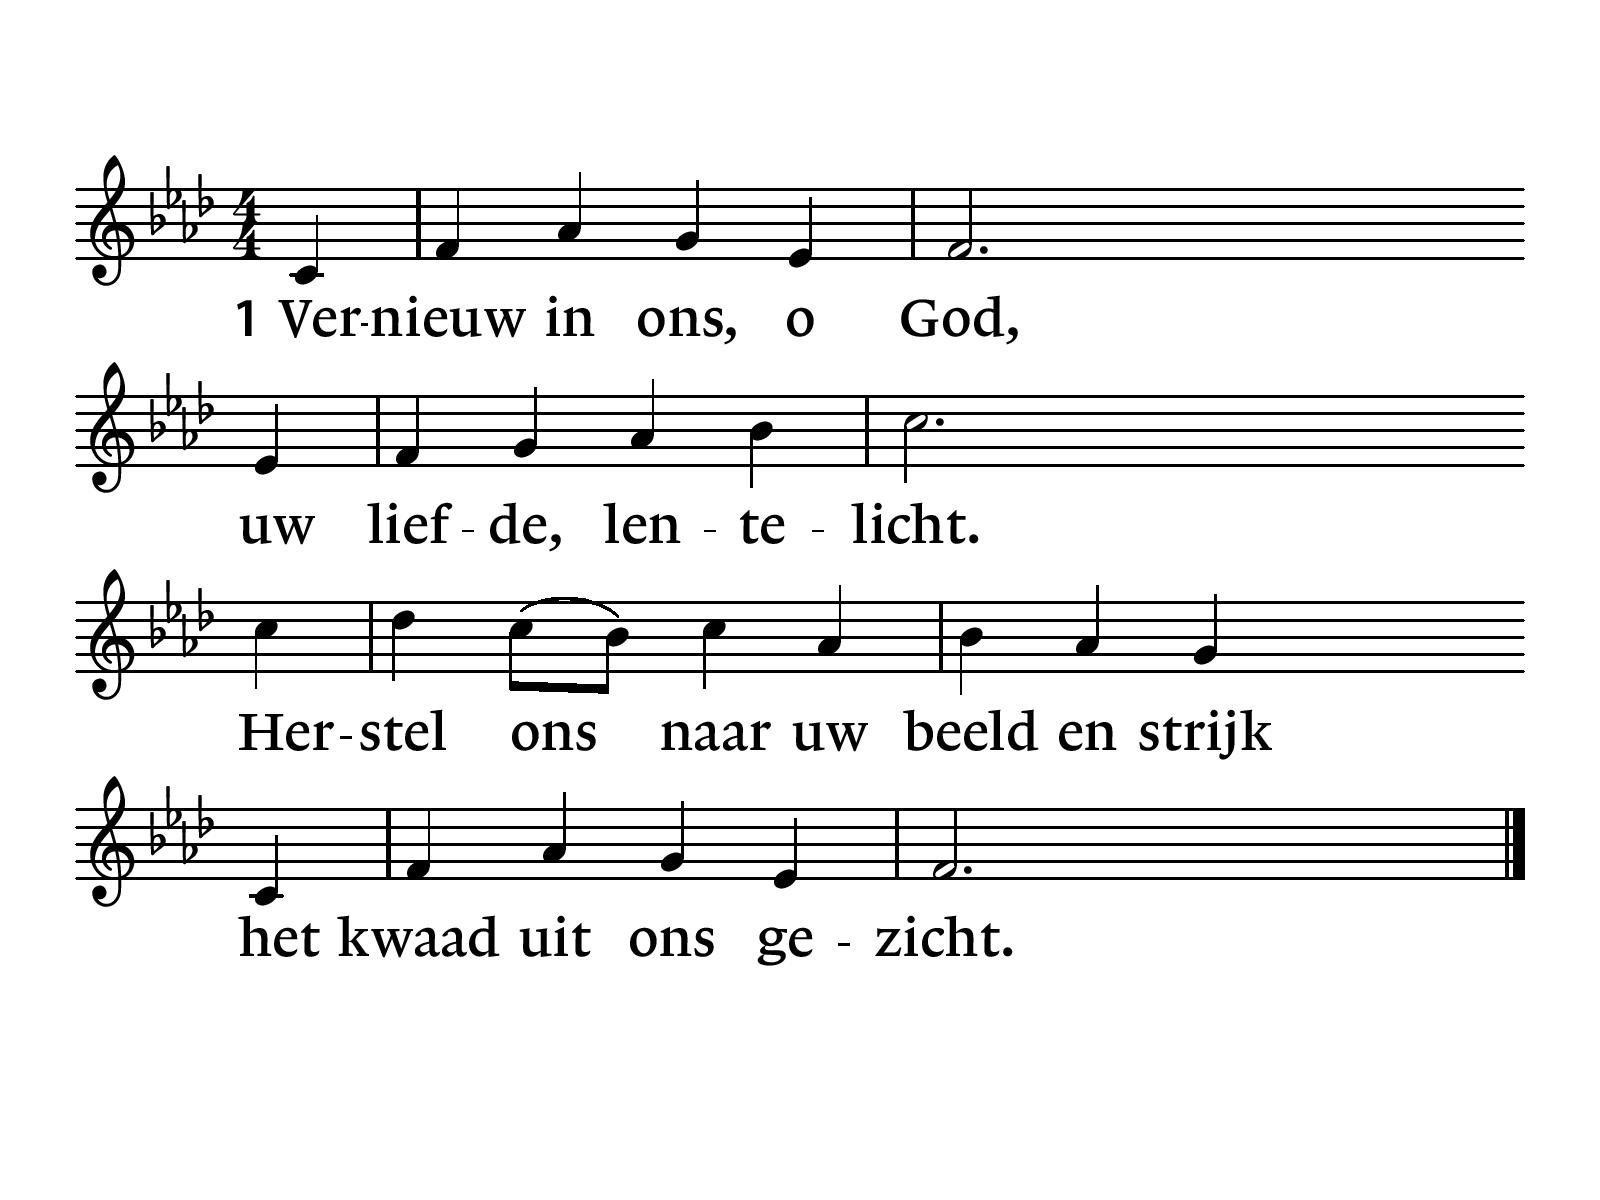 1 Ver-nieuw in ons, o God,
uw lief - de, len - te - licht.
Her-stel ons naar uw beeld en strijk
het kwaad uit ons ge - zicht.